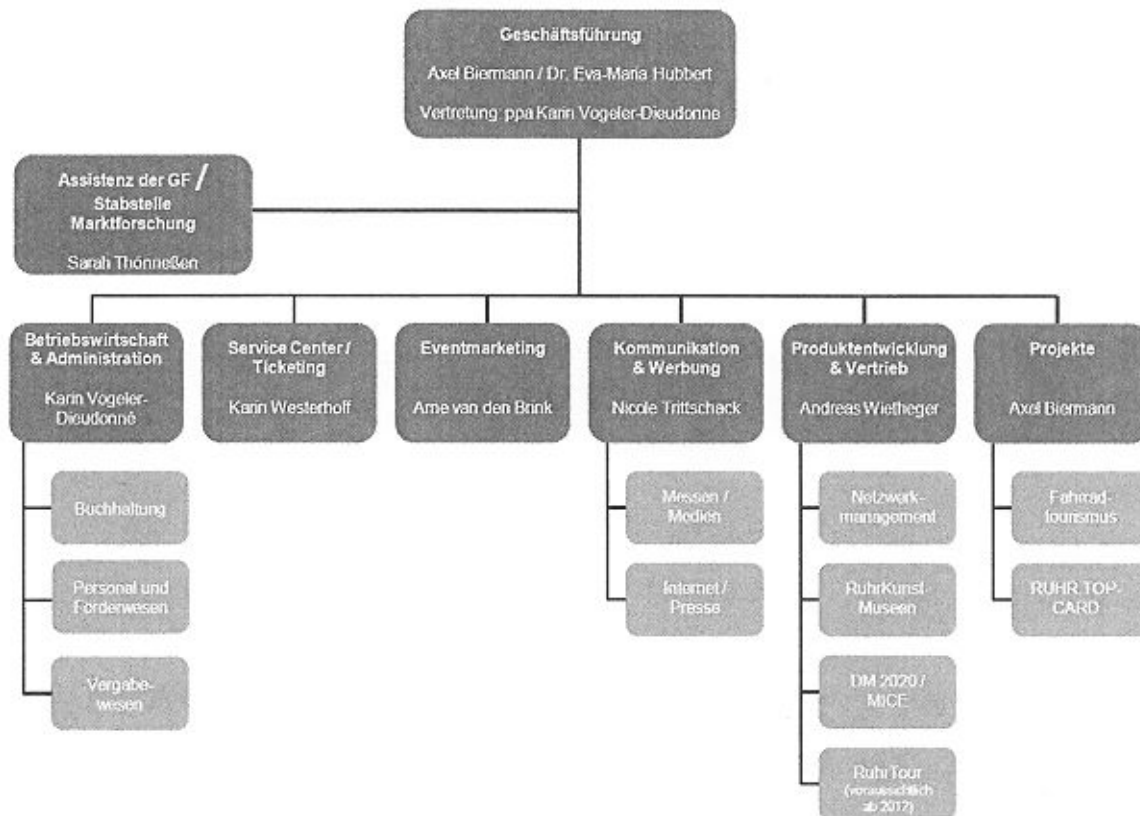 Geschäftsführung
Axel Biermann / Dr. Eva-Maria Hubbert
Vertretung: ppa Karin Vogeler-Dieudonne
Assistenz der GF /
Stabstelle
Marktforschung
Sarah Thönneßen
Betriebswirtschaft
& Administration
Karin Vogeler-
Dieudonné
Service Center /
Ticketing
Karin Westerhoff
Eventmarketing
Arne van den Brink
Kommunikation
& Werbung
Nicole Trittschack
Produktentwicklung
& Vertrieb
Andreas Wietheger
Projekte
Axel Biermann
Buchhaltung
Personal und
Förderwesen
Vergabe-
wesen
Messen /
Medien
Internet /
Presse
Netzwerk-
management
RuhrKunst-
Museen
DM 2020 /
MICE
RuhrTour
(voraussichtlich
ab 2012)
Fahrrad-
tourismus
RUHR.TOP-
CARD